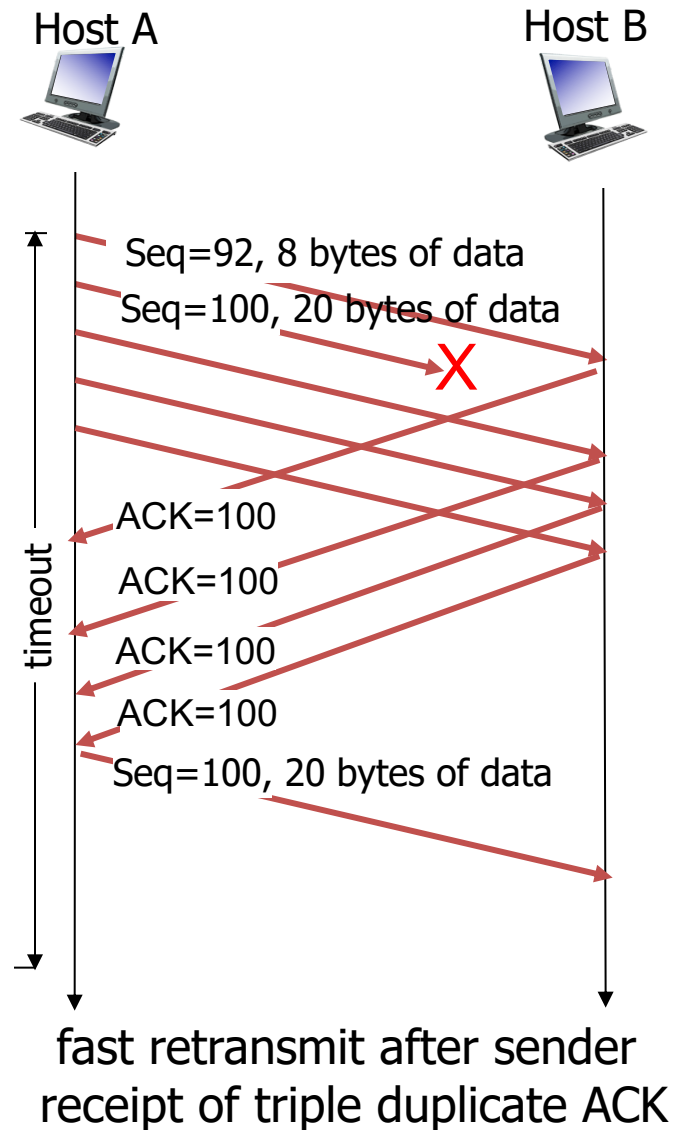 Host A
Host B
Seq=92, 8 bytes of data
Seq=100, 20 bytes of data
X
ACK=100
timeout
ACK=100
ACK=100
ACK=100
Seq=100, 20 bytes of data
fast retransmit after sender
receipt of triple duplicate ACK